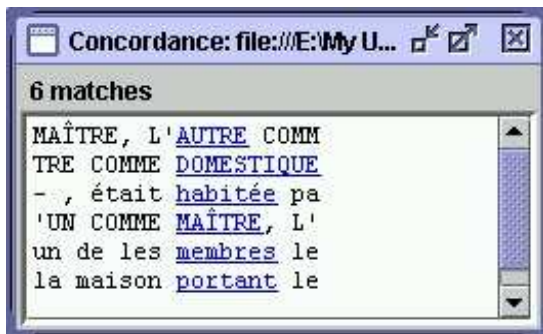 Concordance: file:///E:\My U...
6 matches
MAÎTRE, L'AUTRE COMM
TRE COMME DOMESTIQUE
- , était habitée pa
'UN COMME MAÎTRE, L'
un de les membres le
la maison portant le